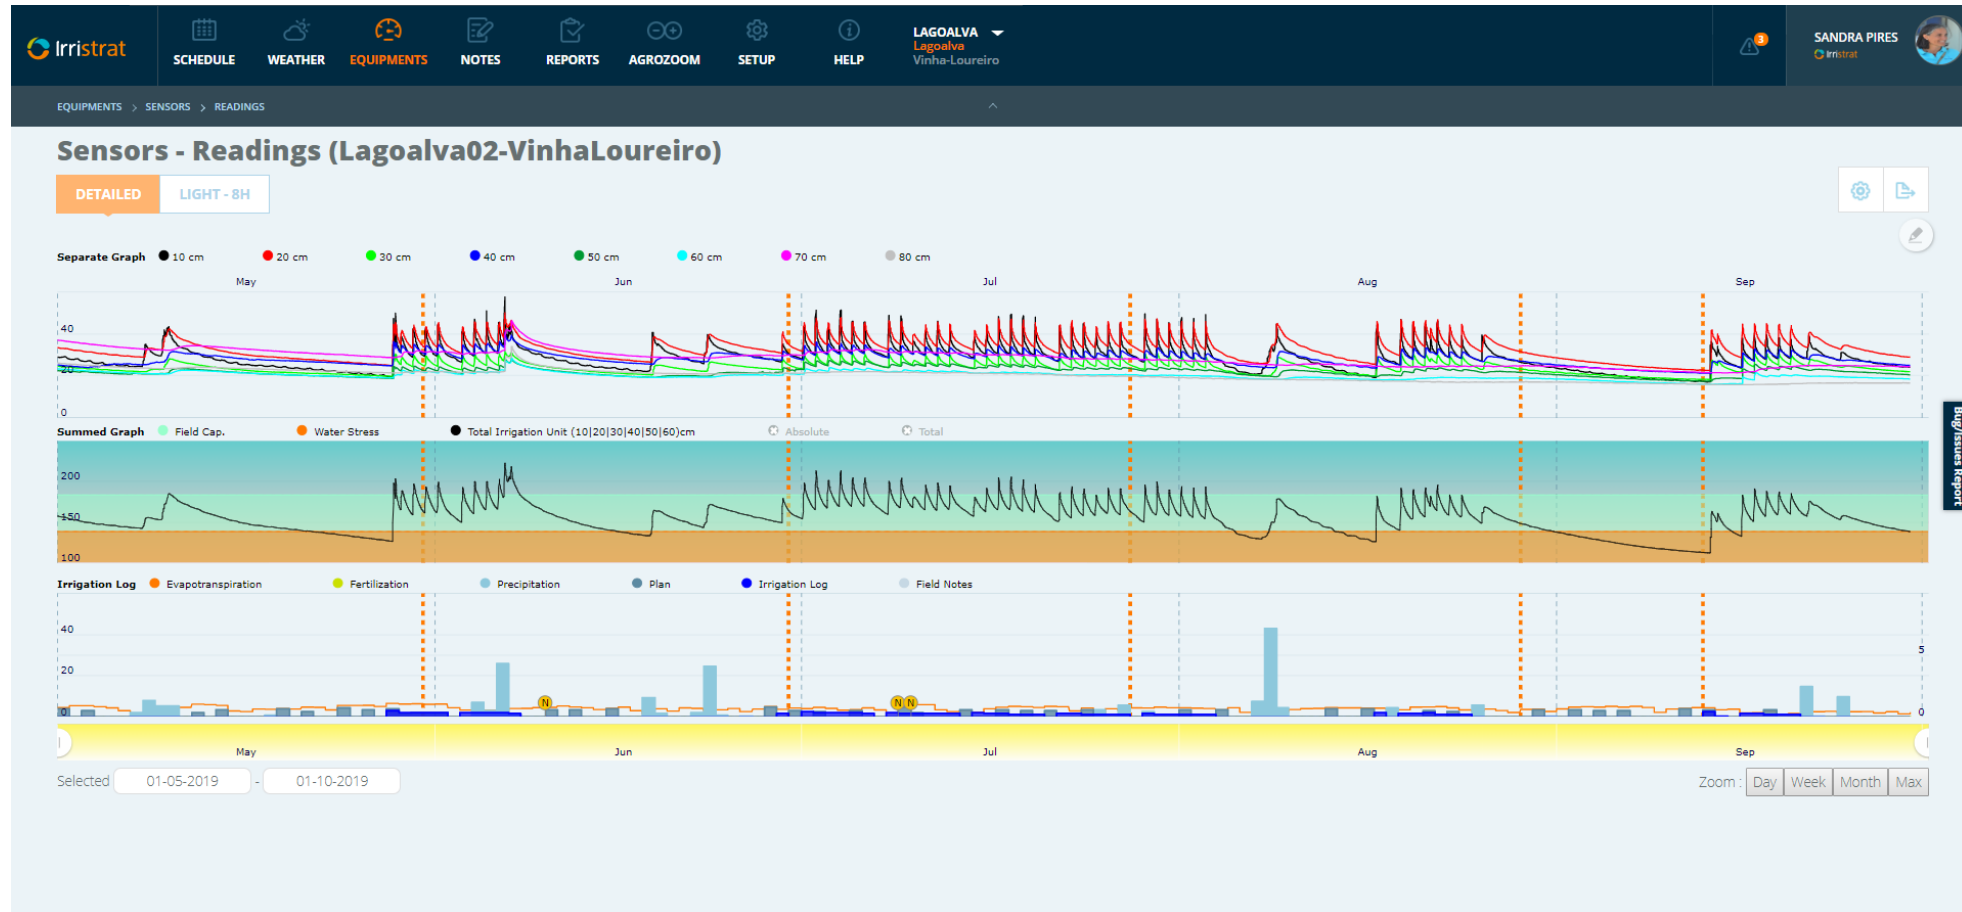 Irristrat
SCHEDULE WEATHER EQUIPMENTS NOTES REPORTS AGROZOOM SETUP HELP
LAGOALVA
Lagoalva
Vinha-Loureiro
3
SANDRA PIRES
Irristrat
EQUIPMENTS > SENSORS > READINGS
Sensors - Readings (Lagoalva02-VinhaLoureiro)
DETAILED LIGHT - 8H
Separate Graph 10 cm 20 cm 30 cm 40 cm 50 cm 60 cm 70 cm 80 cm
May Jun Jul Aug Sep
40
20
0
Summed Graph Field Cap. Water Stress Total Irrigation Unit (10|20|30|40|50|60)cm Absolute Total
200
150
100
Irrigation Log Evapotranspiration Fertilization Precipitation Plan Irrigation Log Field Notes
40
5
20
N N N
0 0
May Jun Jul Aug Sep
Selected 01-05-2019 - 01-10-2019
Zoom : Day Week Month Max
Bug/Issues Report